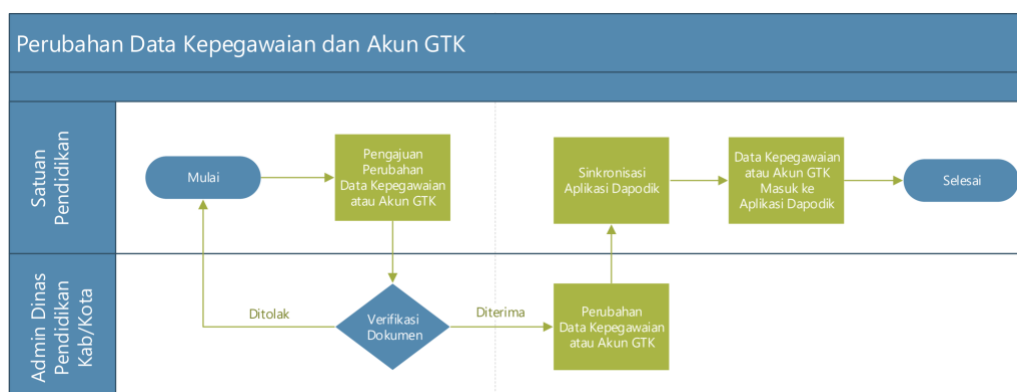 Perubahan Data Kepegawaian dan Akun GTK
Satuan
Pendidikan
Mulai
Pengajuan
Perubahan
Data Kepegawaian
atau Akun GTK
Sinkronisasi
Aplikasi Dapodik
Data Kepegawaian
atau Akun GTK
Masuk ke
Aplikasi Dapodik
Selesai
Admin Dinas
Pendidikan
Kab/Kota
Ditolak
Verifikasi
Dokumen
Diterima
Perubahan
Data Kepegawaian
atau Akun GTK